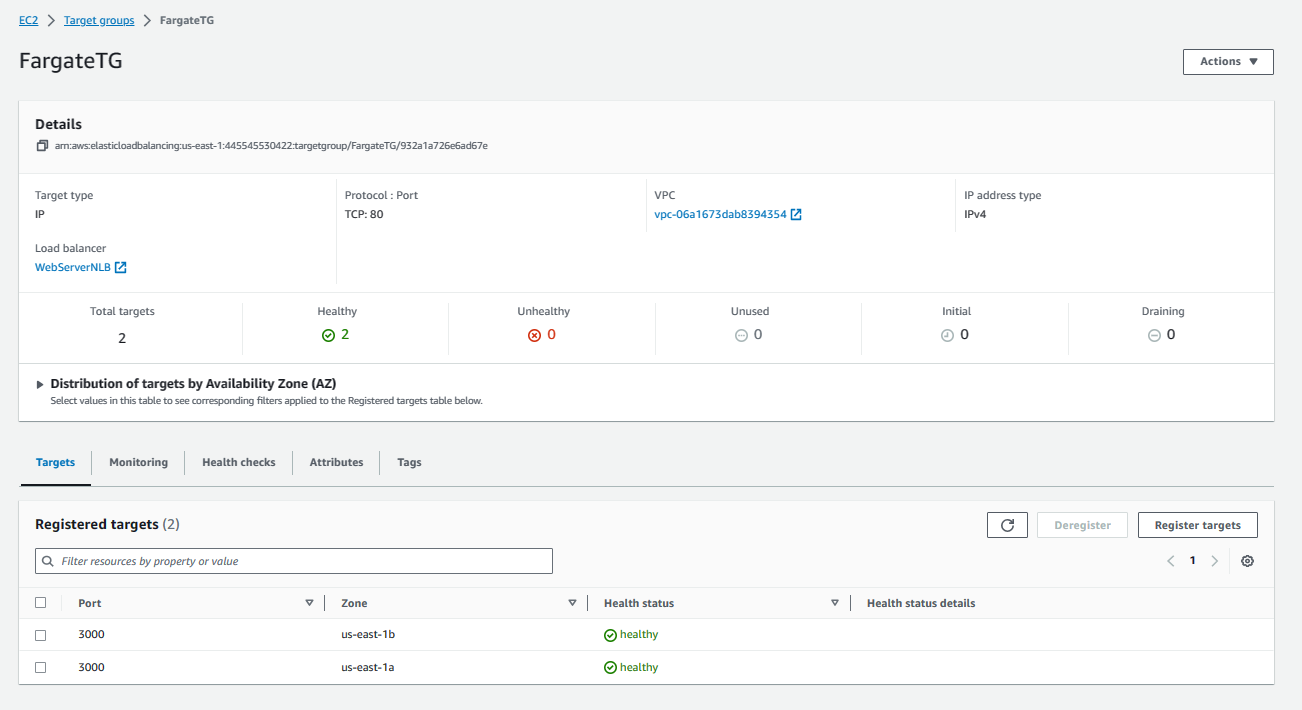 EC2 > Target groups > FargateTG
FargateTG
Actions
Details
arn:aws:elasticloadbalancing:us-east-1:445545530422:targetgroup/FargateTG/932a1a726e6ad67e
Target type
IP
Protocol : Port
TCP: 80
VPC
vpc-06a1673dab8394354
IP address type
IPv4
Load balancer
WebServerNLB
Total targets
2
Healthy
2
Unhealthy
0
Unused
0
Initial
0
Draining
0
Distribution of targets by Availability Zone (AZ)
Select values in this table to see corresponding filters applied to the Registered targets table below.
Targets Monitoring Health checks Attributes Tags
Registered targets (2)
Deregister Register targets
Filter resources by property or value
1
Port Zone Health status Health status details
3000 us-east-1b healthy
3000 us-east-1a healthy